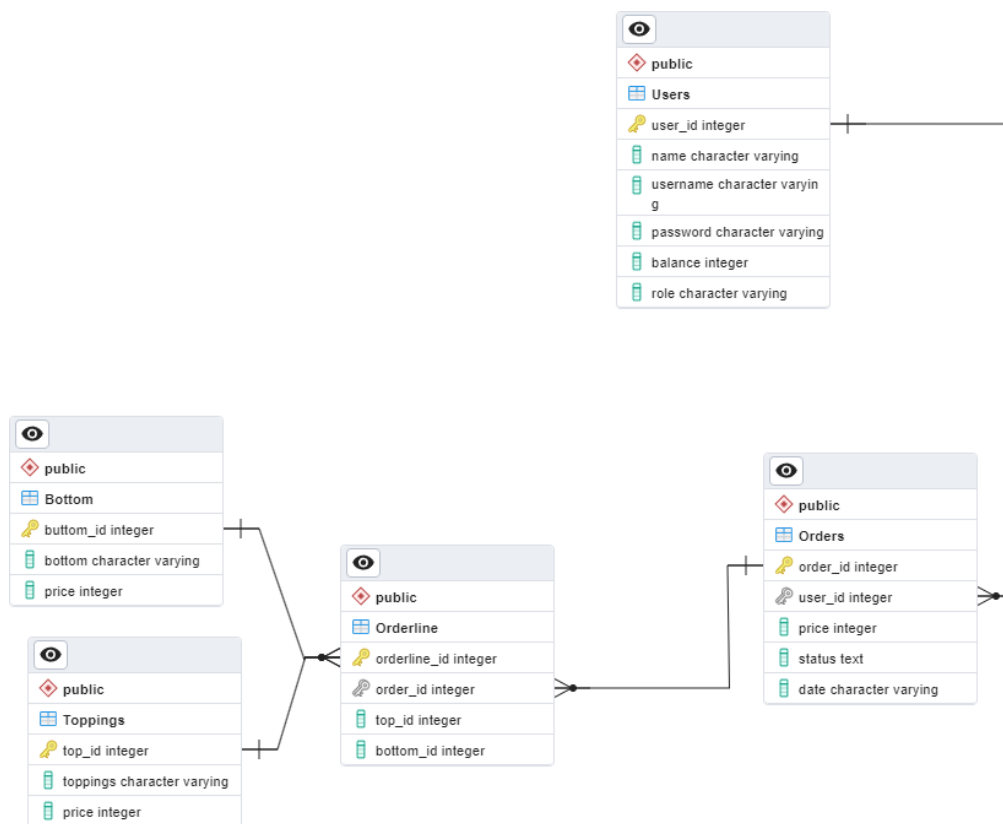 public
Users
user_id integer
name character varying
username character varyin
g
password character varying
balance integer
role character varying
public
Bottom
buttom_id integer
bottom character varying
price integer
public
Toppings
top_id integer
toppings character varying
price integer
public
Orderline
orderline_id integer
order_id integer
top_id integer
bottom_id integer
public
Orders
order_id integer
user_id integer
price integer
status text
date character varying